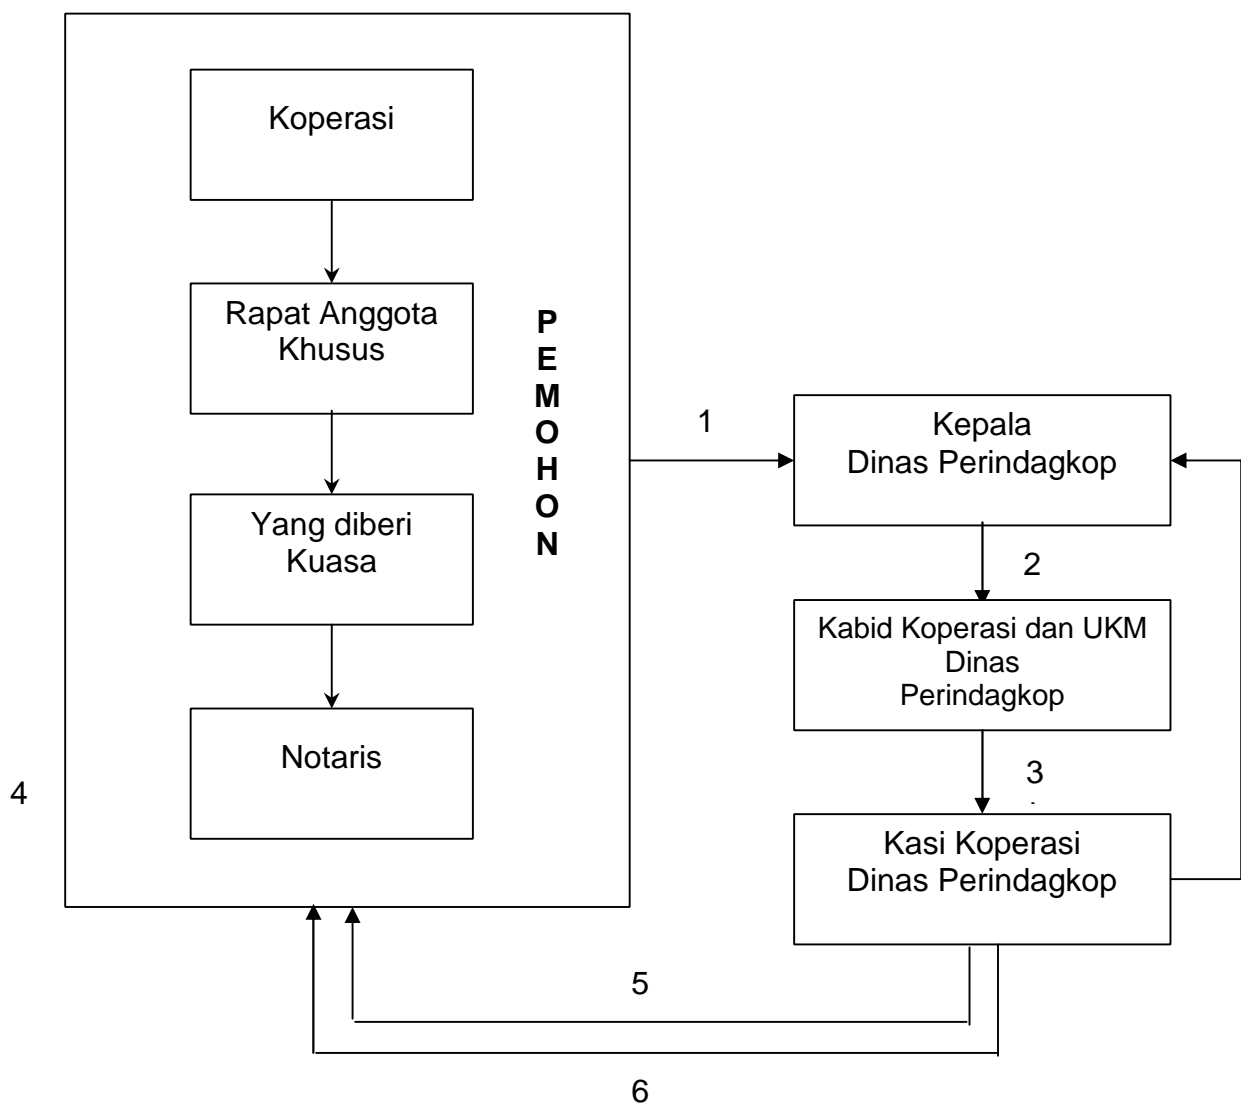 Koperasi
Rapat Anggota
Khusus
Yang diberi
Kuasa
Notaris
P
E
M
O
H
O
N
4
1
Kepala
Dinas Perindagkop
2
Kabid Koperasi dan UKM
Dinas
Perindagkop
3
Kasi Koperasi
Dinas Perindagkop
5
6